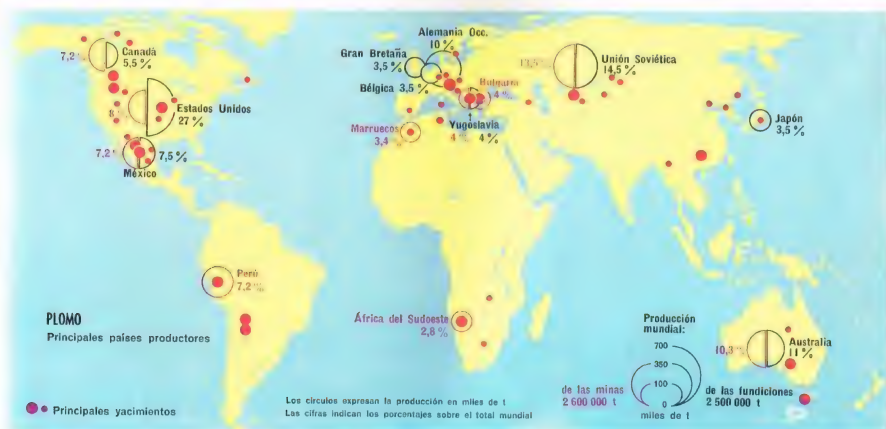 7,2%
Canadá
5,5%
8%
Estados Unidos
27%
7,2%
7,5%
México
Alemania Occ.
10%
Gran Bretaña
3,5%
Bélgica 3,5%
Bulgaria
4%
Yugoslavia
4% 4%
Marruecos
3,4%
13,5%
Unión Soviética
14,5%
Japón
3,5%
Perú
7,2%
África del Sudoeste
2,8%
10,3%
Australia
11%
PLOMO
Principales países productores
Principales yacimientos
Los círculos expresan la producción en miles de t
Las cifras indican los porcentajes sobre el total mundial
Producción
mundial:
700
350
100
0
miles de t
de las minas
2 600 000 t
de las fundiciones
2 500 000 t